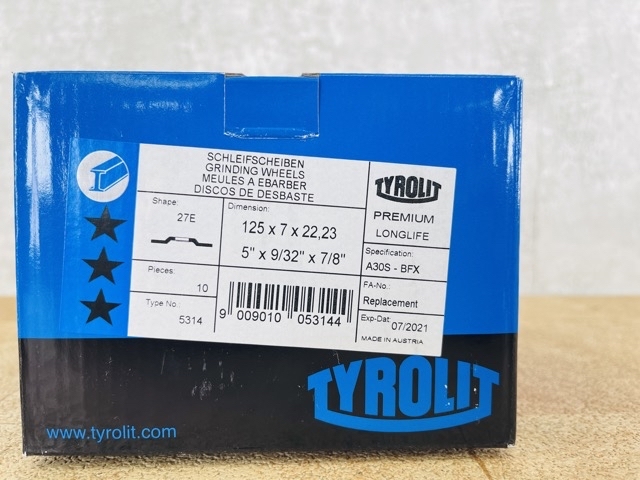 SCHLEIFSCHEIBEN
GRINDING WHEELS
MEULES A EBARBER
DISCOS DE DESBASTE
Shape:
27E
Dimension:
125 x 7 x 22,23
5" x 9/32" x 7/8"
Pieces:
10
Type No.
5314
9 009010 053144
TYROLIT
PREMIUM
LONGLIFE
Specification:
A30S - BFX
FA-No.:
Replacement
Exp-Dat: 07/2021
MADE IN AUSTRIA
TYROLIT
www.tyrolit.com